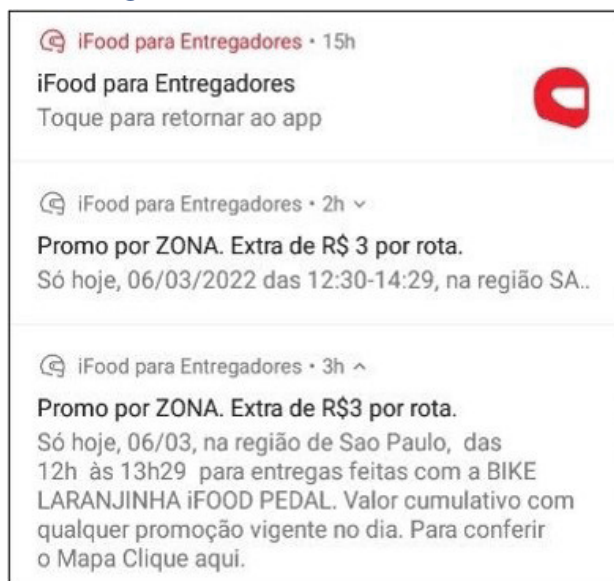 iFood para Entregadores • 15h
iFood para Entregadores
Toque para retornar ao app
iFood para Entregadores • 2h
Promo por ZONA. Extra de R$ 3 por rota.
Só hoje, 06/03/2022 das 12:30-14:29, na região SA..
iFood para Entregadores • 3h
Promo por ZONA. Extra de R$3 por rota.
Só hoje, 06/03, na região de Sao Paulo, das
12h às 13h29 para entregas feitas com a BIKE
LARANJINHA iFOOD PEDAL. Valor cumulativo com
qualquer promoção vigente no dia. Para conferir
o Mapa Clique aqui.